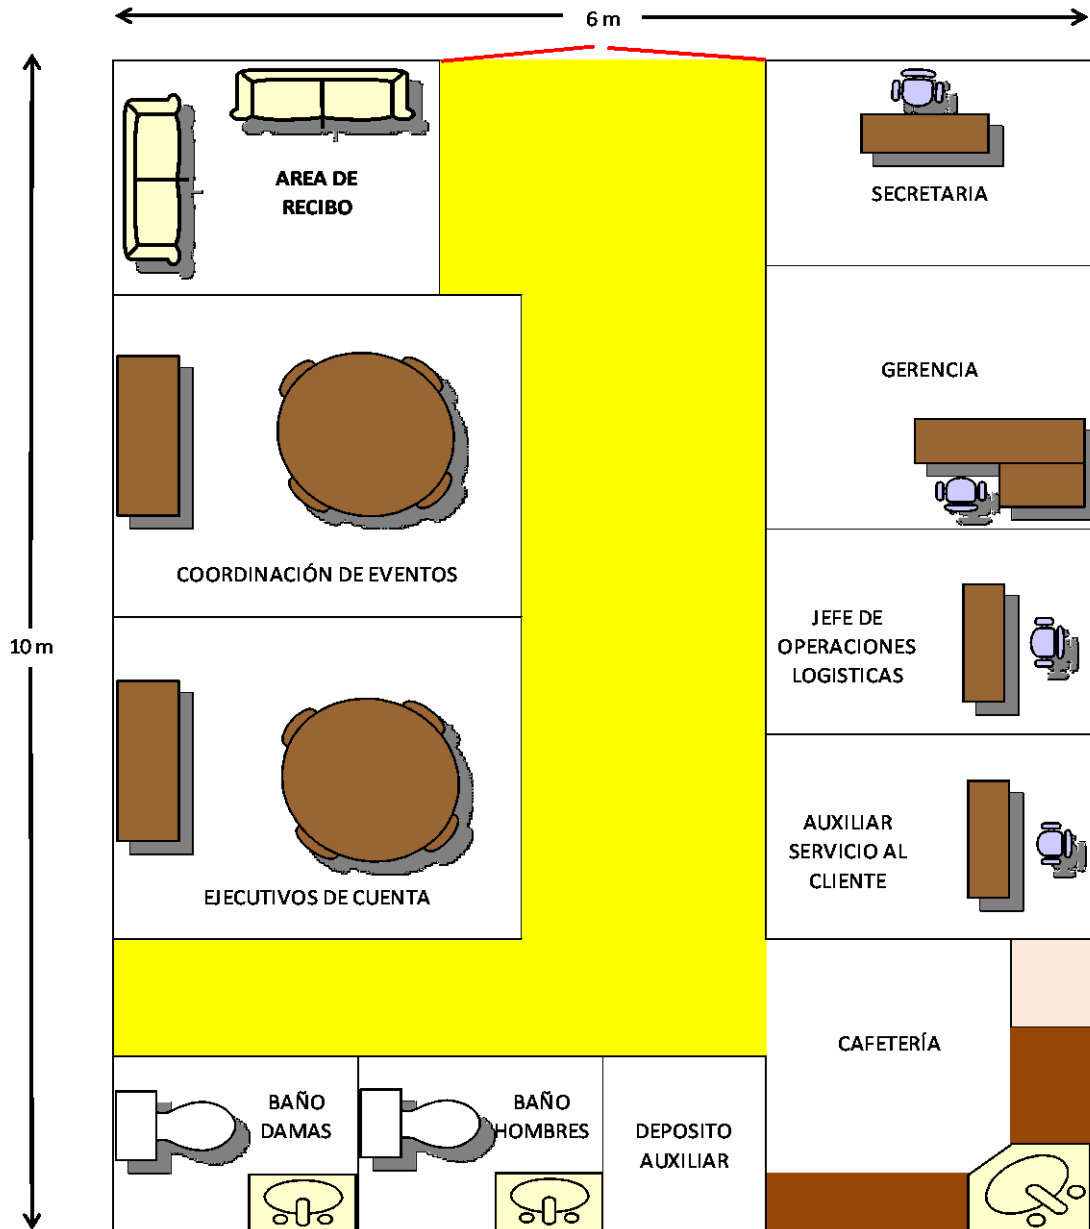 6 m
AREA DE
RECIBO
SECRETARIA
GERENCIA
COORDINACIÓN DE EVENTOS
10 m
JEFE DE
OPERACIONES
LOGISTICAS
AUXILIAR
SERVICIO AL
CLIENTE
EJECUTIVOS DE CUENTA
CAFETERÍA
BAÑO
DAMAS
BAÑO
HOMBRES
DEPOSITO
AUXILIAR